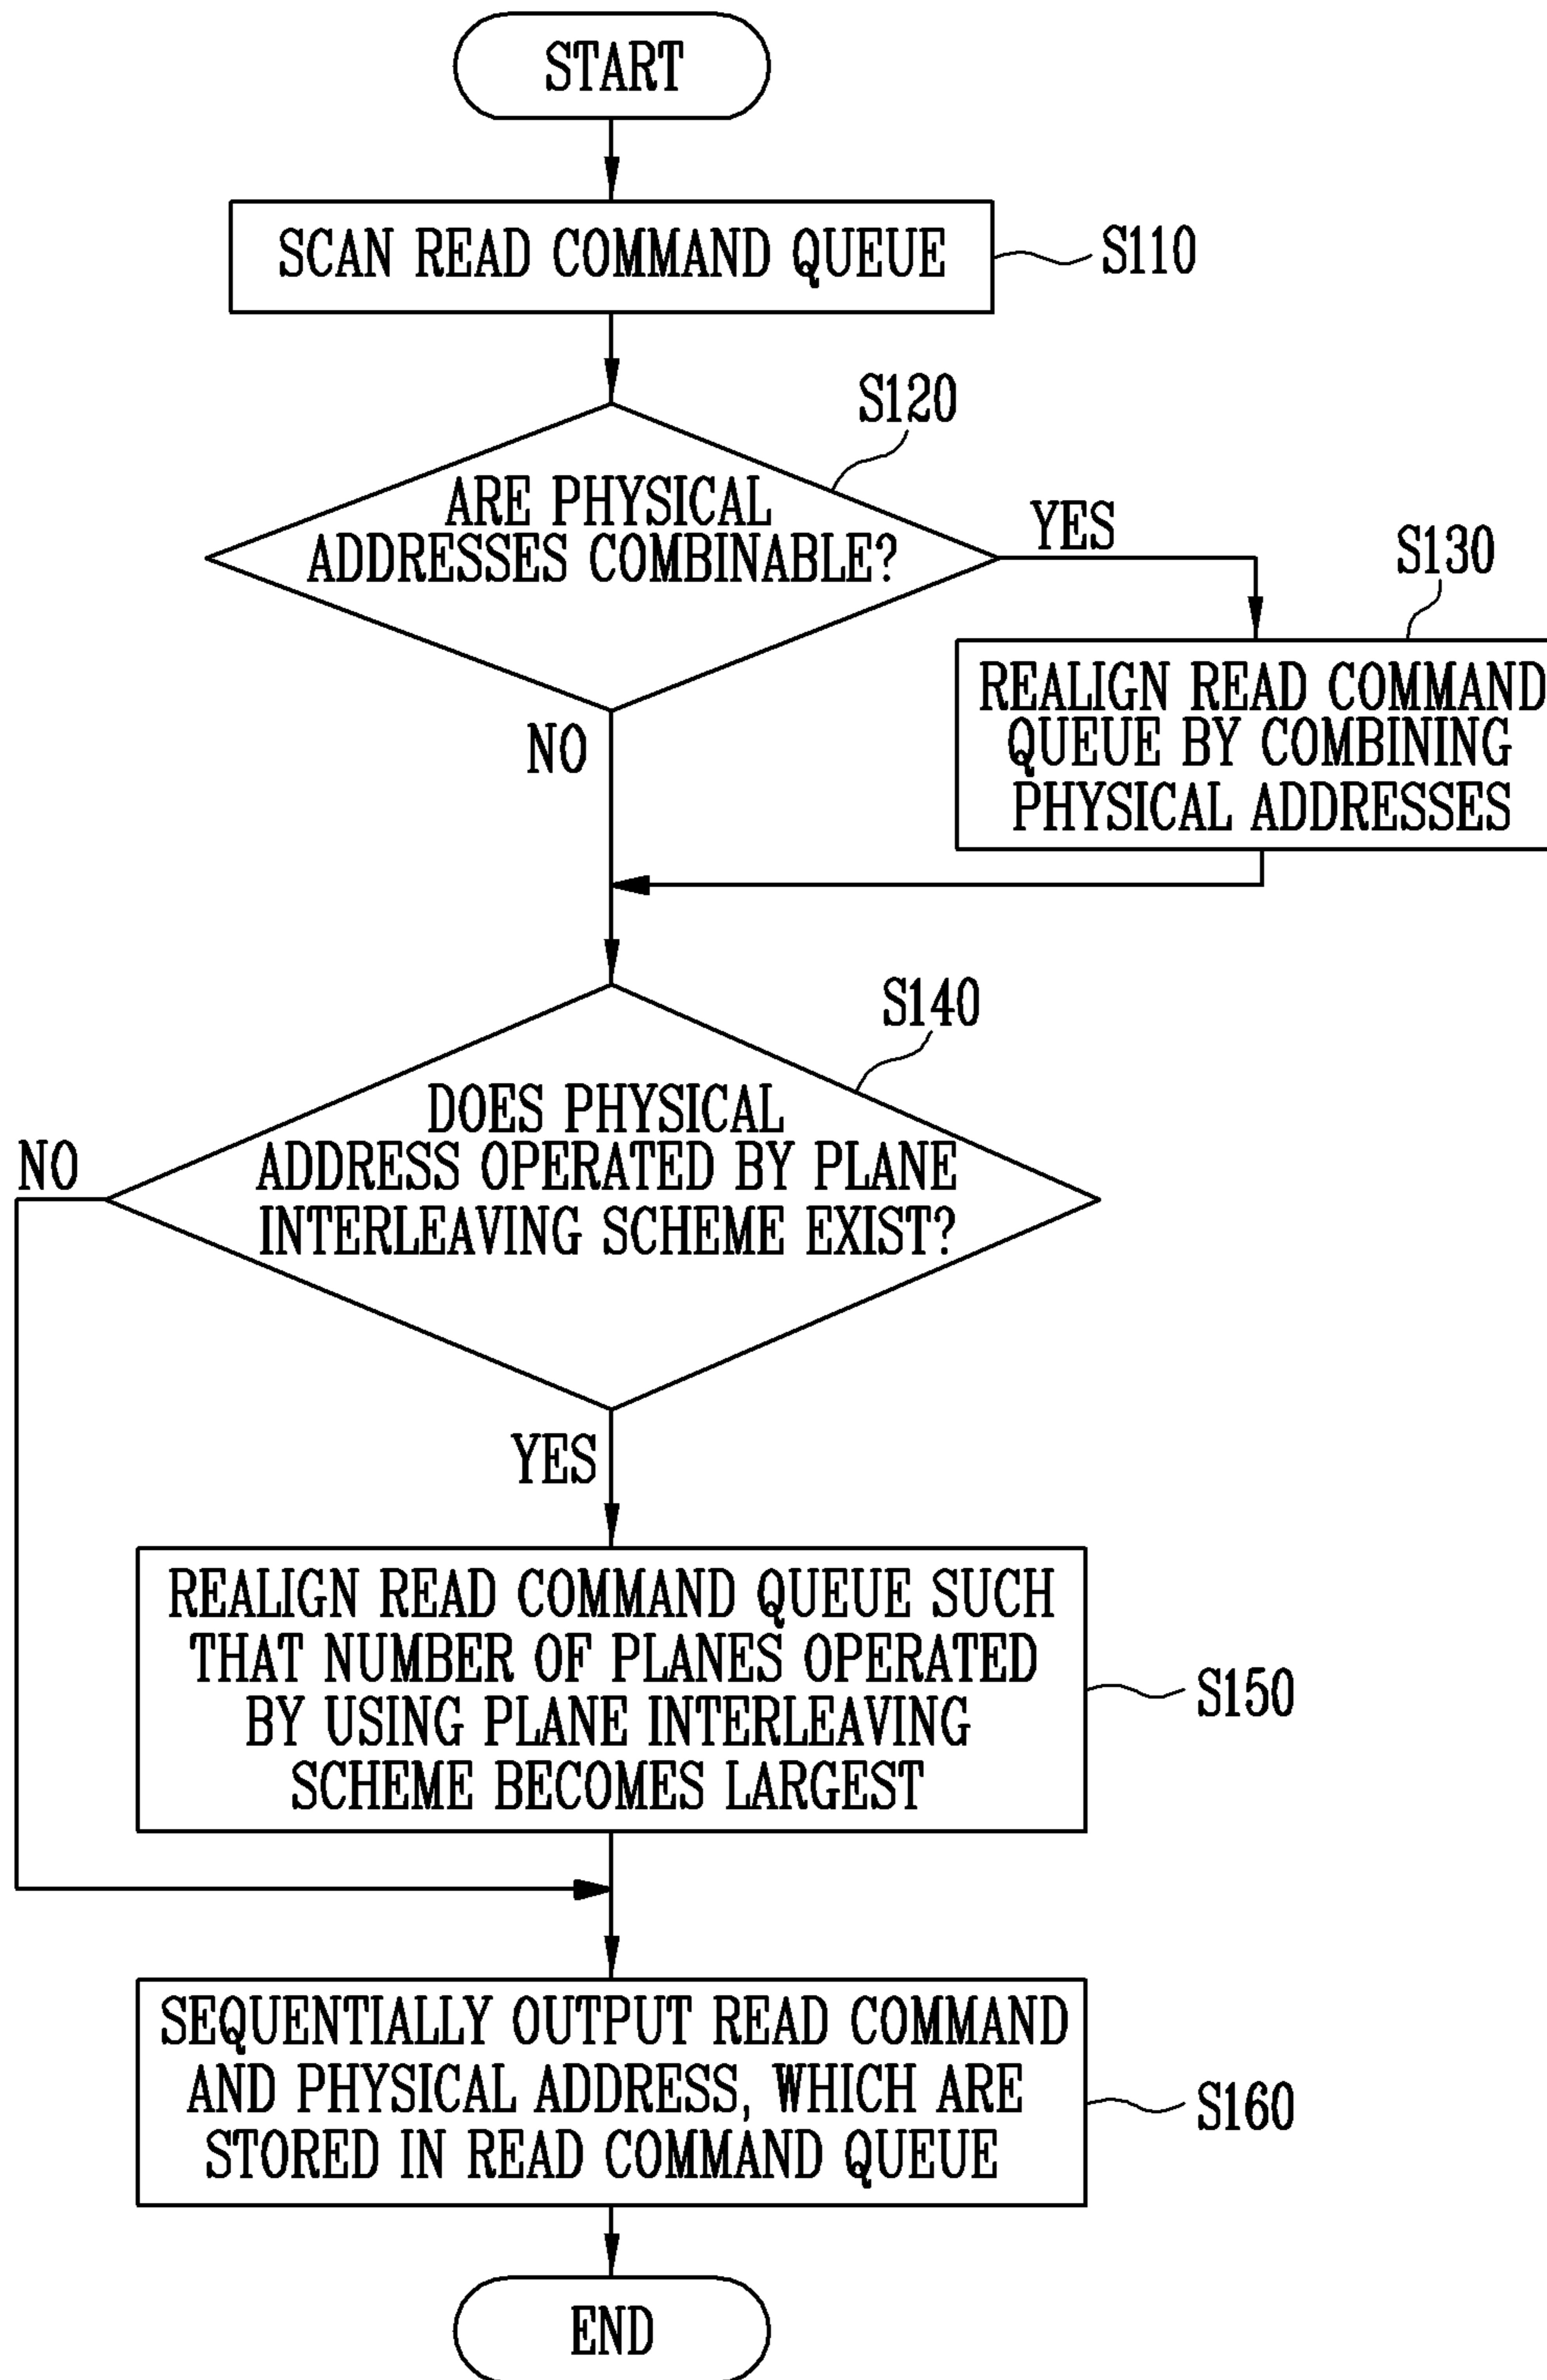 START
SCAN READ COMMAND QUEUE
S110
S120
ARE PHYSICAL
ADDRESSES COMBINABLE?
YES
S130
REALIGN READ COMMAND
QUEUE BY COMBINING
PHYSICAL ADDRESSES
NO
S140
DOES PHYSICAL
ADDRESS OPERATED BY PLANE
INTERLEAVING SCHEME EXIST?
NO
YES
REALIGN READ COMMAND QUEUE SUCH
THAT NUMBER OF PLANES OPERATED
BY USING PLANE INTERLEAVING
SCHEME BECOMES LARGEST
S150
SEQUENTIALLY OUTPUT READ COMMAND
AND PHYSICAL ADDRESS, WHICH ARE
STORED IN READ COMMAND QUEUE
S160
END